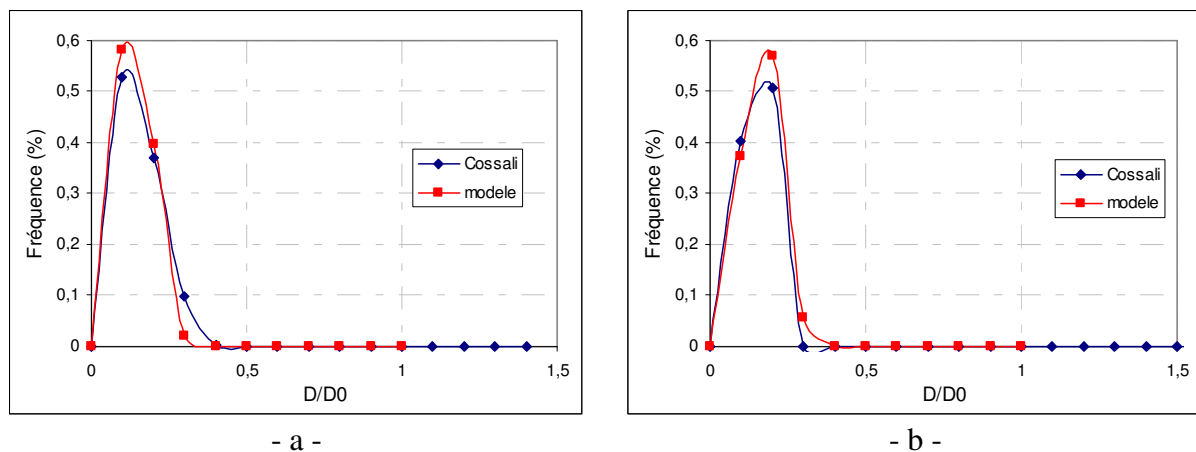 0,6
0,5
0,4
0,3
0,2
0,1
0
Fréquence (%)
0 0,5 1 1,5
D/D0
Cossali
modele
- a -
0,6
0,5
0,4
0,3
0,2
0,1
0
Fréquence (%)
0 0,5 1 1,5
D/D0
Cossali
modele
- b -